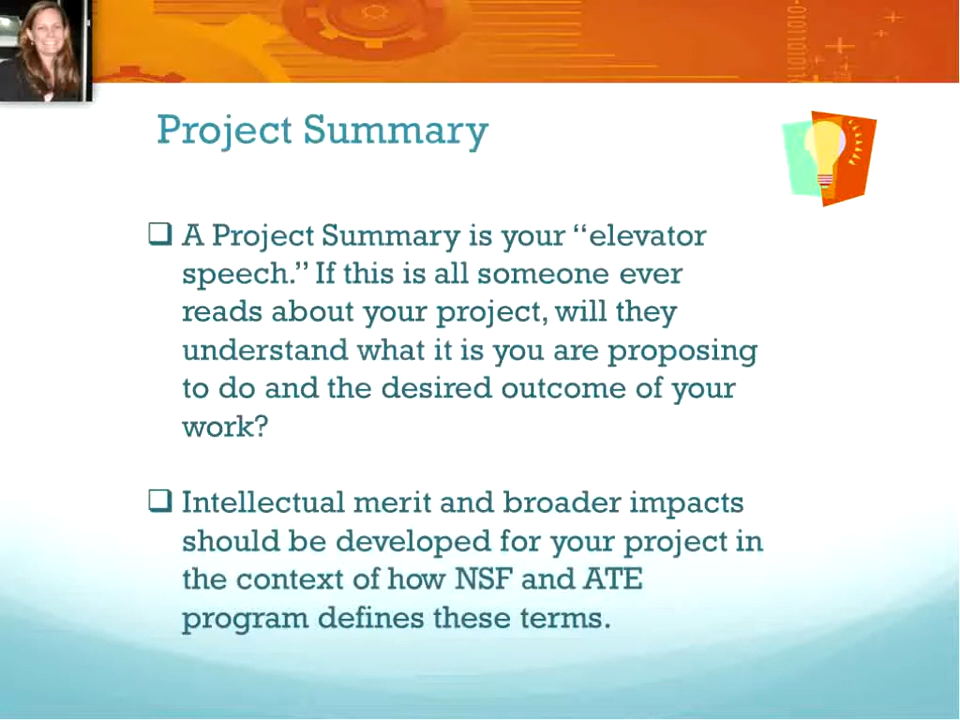 Project Summary
A Project Summary is your “elevator
speech.” If this is all someone ever
reads about your project, will they
understand what it is you are proposing
to do and the desired outcome of your
work?
Intellectual merit and broader impacts
should be developed for your project in
the context of how NSF and ATE
program defines these terms.